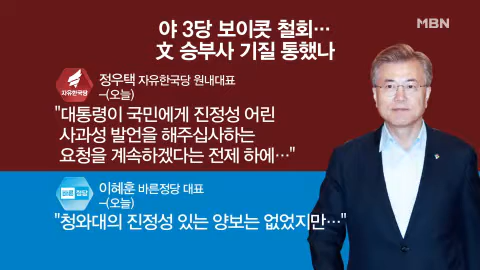 MBN
야 3당 보이콧 철회…
文 승부사 기질 통했나
자유한국당
정우택 자유한국당 원내대표
-(오늘)
"대통령이 국민에게 진정성 어린
사과성 발언을 해주십사하는
요청을 계속하겠다는 전제 하에…"
바른정당
이혜훈 바른정당 대표
-(오늘)
"청와대의 진정성 있는 양보는 없었지만…"